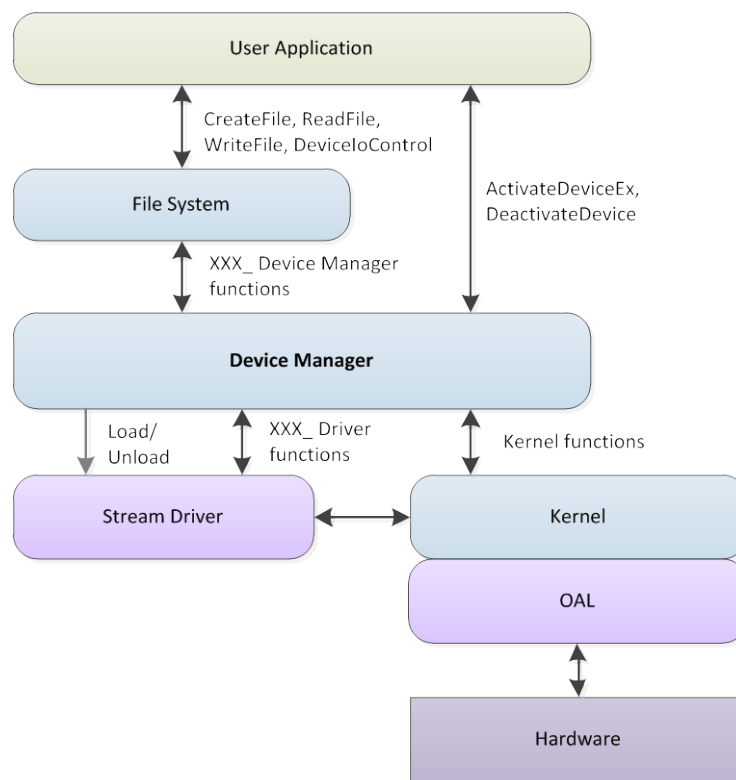 User Application
CreateFile, ReadFile,
WriteFile, DeviceIoControl
ActivateDeviceEx,
DeactivateDevice
File System
XXX_ Device Manager
functions
Device Manager
Load/
Unload
XXX_ Driver
functions
Kernel functions
Stream Driver
Kernel
OAL
Hardware